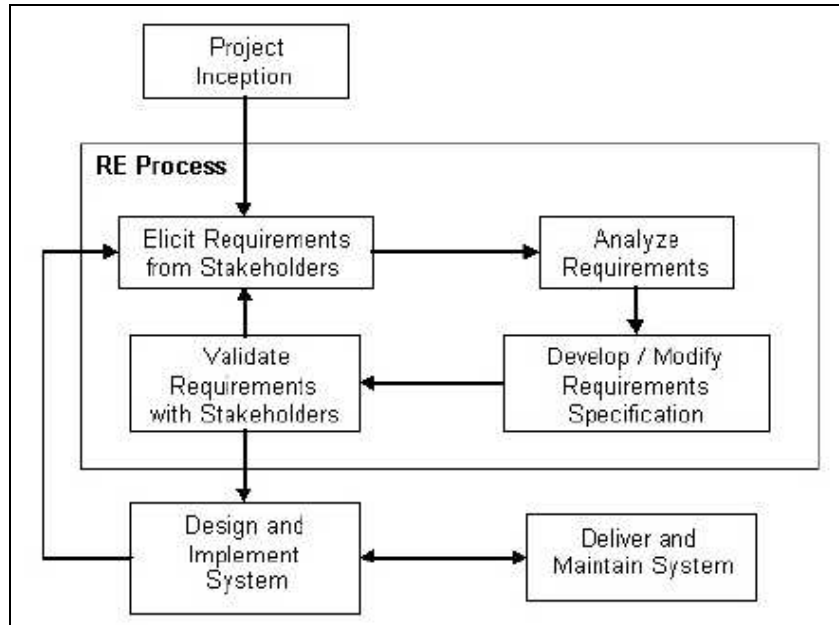 Project
Inception
RE Process
Elicit Requirements
from Stakeholders
Analyze
Requirements
Validate
Requirements
with Stakeholders
Develop / Modify
Requirements
Specification
Design and
Implement
System
Deliver and
Maintain System